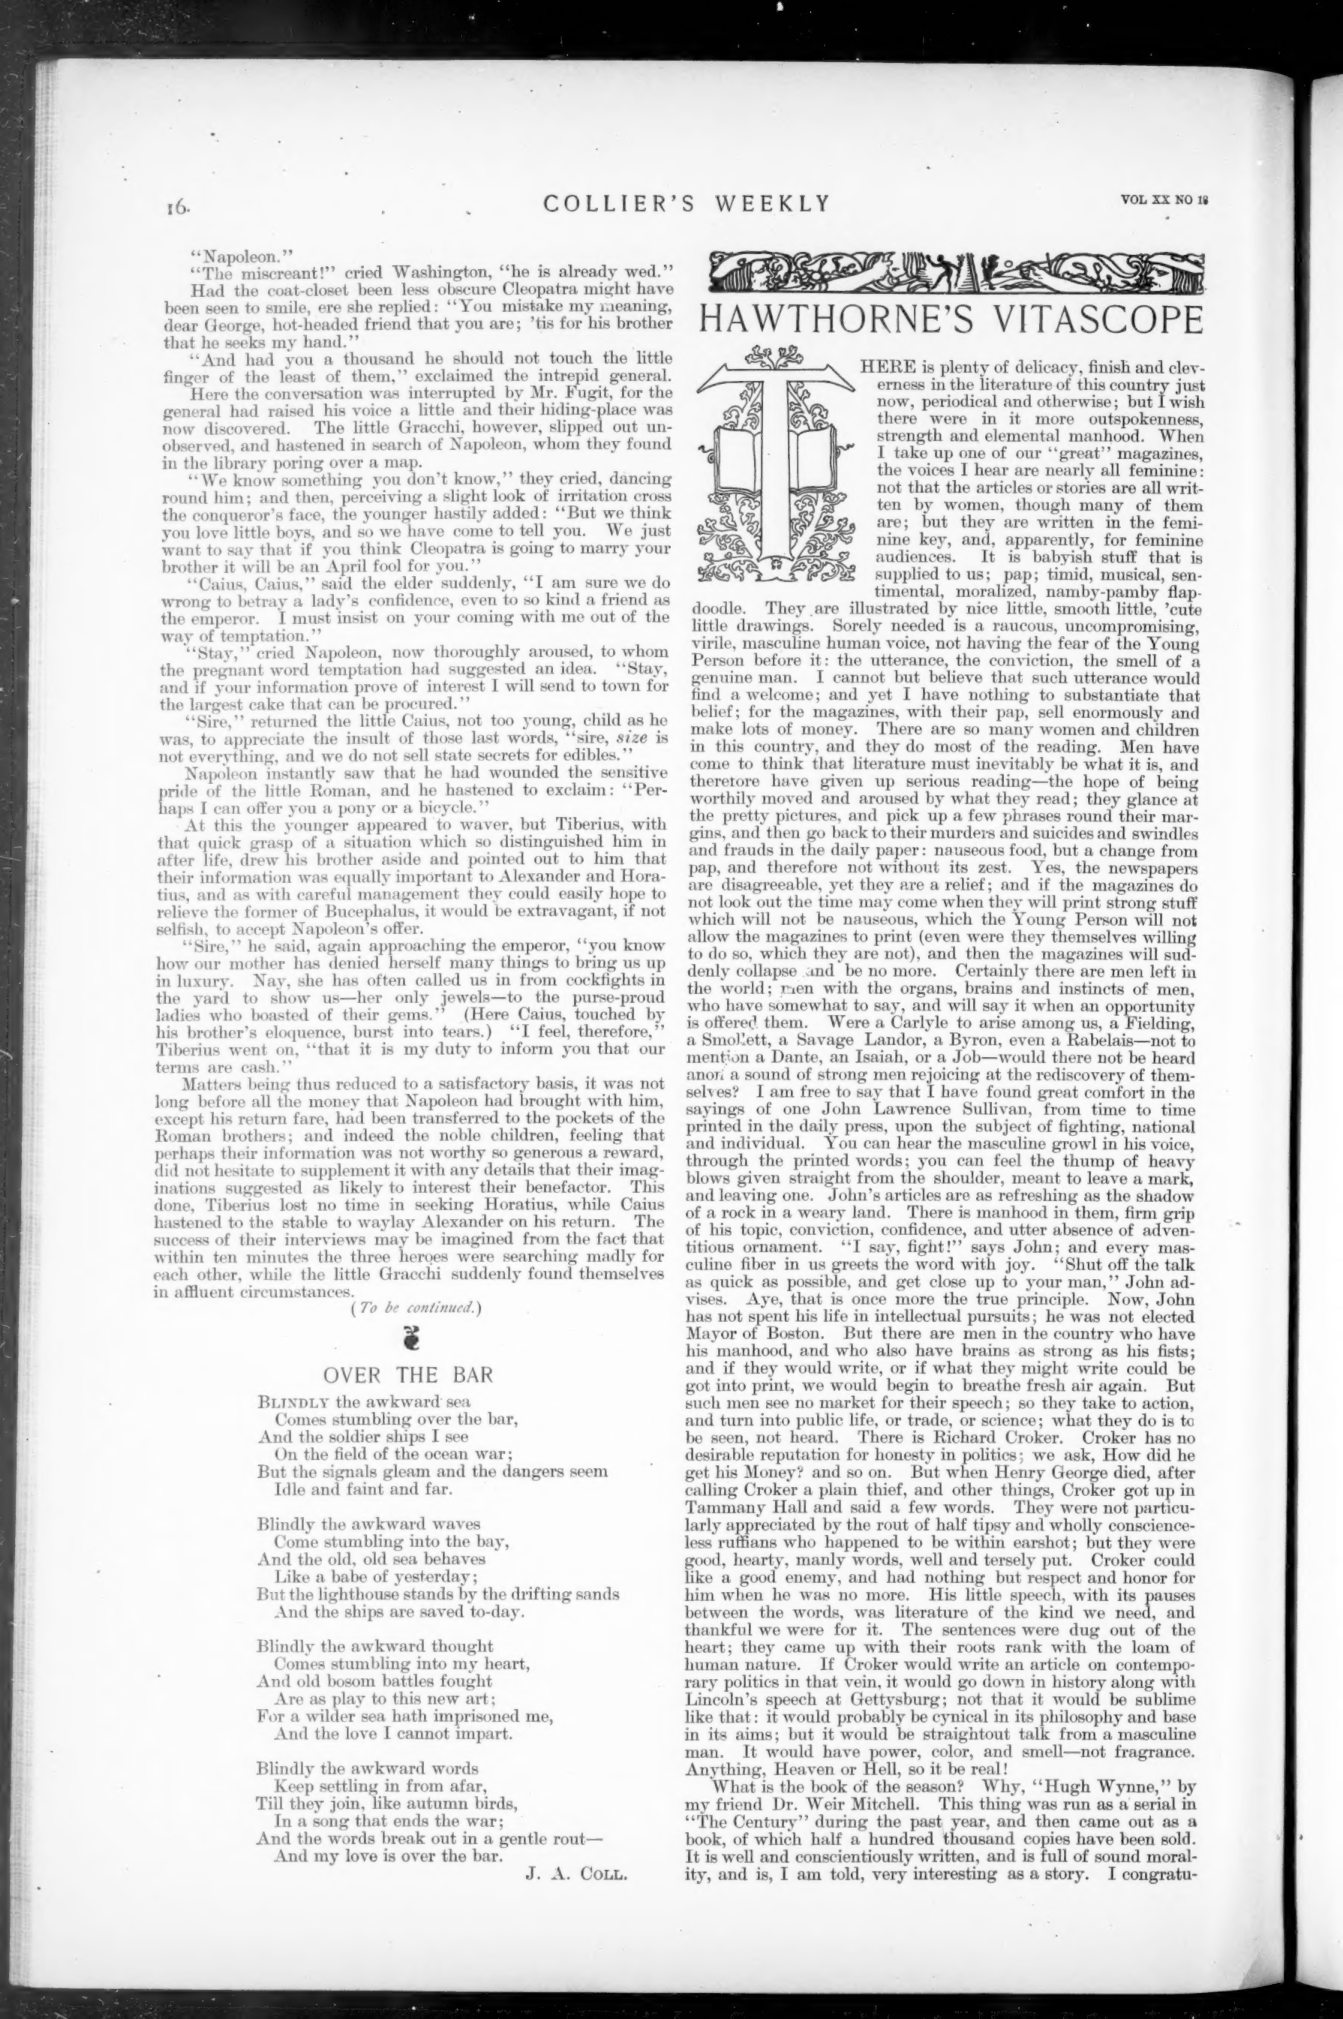 16.
COLLIER'S WEEKLY
VOL XX NO 18
"Napoleon."
"The miscreant!" cried Washington, "he is already wed."
Had the coat-closet been less obscure Cleopatra might have
been seen to smile, ere she replied: "You mistake my meaning,
dear George, hot-headed friend that you are; 'tis for his brother
that he seeks my hand."
"And had you a thousand he should not touch the little
finger of the least of them," exclaimed the intrepid general.
Here the conversation was interrupted by Mr. Fugit, for the
general had raised his voice a little and their hiding-place was
now discovered. The little Gracchi, however, slipped out un-
observed, and hastened in search of Napoleon, whom they found
in the library poring over a map.
"We know something you don't know," they cried, dancing
round him; and then, perceiving a slight look of irritation cross
the conqueror's face, the younger hastily added: "But we think
you love little boys, and so we have come to tell you. We just
want to say that if you think Cleopatra is going to marry your
brother it will be an April fool for you."
"Caius, Caius," said the elder suddenly, "I am sure we do
wrong to betray a lady's confidence, even to so kind a friend as
the emperor. I must insist on your coming with me out of the
way of temptation."
"Stay," cried Napoleon, now thoroughly aroused, to whom
the pregnant word temptation had suggested an idea. "Stay,
and if your information prove of interest I will send to town for
the largest cake that can be procured."
"Sire," returned the little Caius, not too young, child as he
was, to appreciate the insult of those last words, "sire, size is
not everything, and we do not sell state secrets for edibles."
Napoleon instantly saw that he had wounded the sensitive
pride of the little Roman, and he hastened to exclaim: "Per-
haps I can offer you a pony or a bicycle."
At this the younger appeared to waver, but Tiberius, with
that quick grasp of a situation which so distinguished him in
after life, drew his brother aside and pointed out to him that
their information was equally important to Alexander and Hora-
tius, and as with careful management they could easily hope to
relieve the former of Bucephalus, it would be extravagant, if not
selfish, to accept Napoleon's offer.
"Sire," he said, again approaching the emperor, "you know
how our mother has denied herself many things to bring us up
in luxury. Nay, she has often called us in from cockfights in
the yard to show us—her only jewels—to the purse-proud
ladies who boasted of their gems." (Here Caius, touched by
his brother's eloquence, burst into tears.) "I feel, therefore,"
Tiberius went on, "that it is my duty to inform you that our
terms are cash."
Matters being thus reduced to a satisfactory basis, it was not
long before all the money that Napoleon had brought with him,
except his return fare, had been transferred to the pockets of the
Roman brothers; and indeed the noble children, feeling that
perhaps their information was not worthy so generous a reward,
did not hesitate to supplement it with any details that their imag-
inations suggested as likely to interest their benefactor. This
done, Tiberius lost no time in seeking Horatius, while Caius
hastened to the stable to waylay Alexander on his return. The
success of their interviews may be imagined from the fact that
within ten minutes the three heroes were searching madly for
each other, while the little Gracchi suddenly found themselves
in affluent circumstances.
(To be continued.)
OVER THE BAR
BLINDLY the awkward sea
Comes stumbling over the bar,
And the soldier ships I see
On the field of the ocean war;
But the signals gleam and the dangers seem
Idle and faint and far.
Blindly the awkward waves
Come stumbling into the bay,
And the old, old sea behaves
Like a babe of yesterday;
But the lighthouse stands by the drifting sands
And the ships are saved to-day.
Blindly the awkward thought
Comes stumbling into my heart,
And old bosom battles fought
Are as play to this new art;
For a wilder sea hath imprisoned me,
And the love I cannot impart.
Blindly the awkward words
Keep settling in from afar,
Till they join, like autumn birds,
In a song that ends the war;
And the words break out in a gentle rout—
And my love is over the bar.
J. A. COLL.
HAWTHORNE'S VITASCOPE
THERE is plenty of delicacy, finish and clev-
erness in the literature of this country just
now, periodical and otherwise; but I wish
there were in it more outspokenness,
strength and elemental manhood. When
I take up one of our "great" magazines,
the voices I hear are nearly all feminine:
not that the articles or stories are all writ-
ten by women, though many of them
are; but they are written in the femi-
nine key, and, apparently, for feminine
audiences. It is babyish stuff that is
supplied to us; pap; timid, musical, sen-
timental, moralized, namby-pamby flap-
doodle. They are illustrated by nice little, smooth little, 'cute
little drawings. Sorely needed is a raucous, uncompromising,
virile, masculine human voice, not having the fear of the Young
Person before it: the utterance, the conviction, the smell of a
genuine man. I cannot but believe that such utterance would
find a welcome; and yet I have nothing to substantiate that
belief; for the magazines, with their pap, sell enormously and
make lots of money. There are so many women and children
in this country, and they do most of the reading. Men have
come to think that literature must inevitably be what it is, and
therefore have given up serious reading—the hope of being
worthily moved and aroused by what they read; they glance at
the pretty pictures, and pick up a few phrases round their mar-
gins, and then go back to their murders and suicides and swindles
and frauds in the daily paper: nauseous food, but a change from
pap, and therefore not without its zest. Yes, the newspapers
are disagreeable, yet they are a relief; and if the magazines do
not look out the time may come when they will print strong stuff
which will not be nauseous, which the Young Person will not
allow the magazines to print (even were they themselves willing
to do so, which they are not), and then the magazines will sud-
denly collapse and be no more. Certainly there are men left in
the world; men with the organs, brains and instincts of men,
who have somewhat to say, and will say it when an opportunity
is offered them. Were a Carlyle to arise among us, a Fielding,
a Smollett, a Savage Landor, a Byron, even a Rabelais—not to
mention a Dante, an Isaiah, or a Job—would there not be heard
anon a sound of strong men rejoicing at the rediscovery of them-
selves? I am free to say that I have found great comfort in the
sayings of one John Lawrence Sullivan, from time to time
printed in the daily press, upon the subject of fighting, national
and individual. You can hear the masculine growl in his voice,
through the printed words; you can feel the thump of heavy
blows given straight from the shoulder, meant to leave a mark,
and leaving one. John's articles are as refreshing as the shadow
of a rock in a weary land. There is manhood in them, firm grip
of his topic, conviction, confidence, and utter absence of adven-
titious ornament. "I say, fight!" says John; and every mas-
culine fiber in us greets the word with joy. "Shut off the talk
as quick as possible, and get close up to your man," John ad-
vises. Aye, that is once more the true principle. Now, John
has not spent his life in intellectual pursuits; he was not elected
Mayor of Boston. But there are men in the country who have
his manhood, and who also have brains as strong as his fists;
and if they would write, or if what they might write could be
got into print, we would begin to breathe fresh air again. But
such men see no market for their speech; so they take to action,
and turn into public life, or trade, or science; what they do is to
be seen, not heard. There is Richard Croker. Croker has no
desirable reputation for honesty in politics; we ask, How did he
get his Money? and so on. But when Henry George died, after
calling Croker a plain thief, and other things, Croker got up in
Tammany Hall and said a few words. They were not particu-
larly appreciated by the rout of half tipsy and wholly conscience-
less ruffians who happened to be within earshot; but they were
good, hearty, manly words, well and tersely put. Croker could
like a good enemy, and had nothing but respect and honor for
him when he was no more. His little speech, with its pauses
between the words, was literature of the kind we need, and
thankful we were for it. The sentences were dug out of the
heart; they came up with their roots rank with the loam of
human nature. If Croker would write an article on contempo-
rary politics in that vein, it would go down in history along with
Lincoln's speech at Gettysburg; not that it would be sublime
like that: it would probably be cynical in its philosophy and base
in its aims; but it would be straightout talk from a masculine
man. It would have power, color, and smell—not fragrance.
Anything, Heaven or Hell, so it be real!
What is the book of the season? Why, "Hugh Wynne," by
my friend Dr. Weir Mitchell. This thing was run as a serial in
"The Century" during the past year, and then came out as a
book, of which half a hundred thousand copies have been sold.
It is well and conscientiously written, and is full of sound moral-
ity, and is, I am told, very interesting as a story. I congratu-